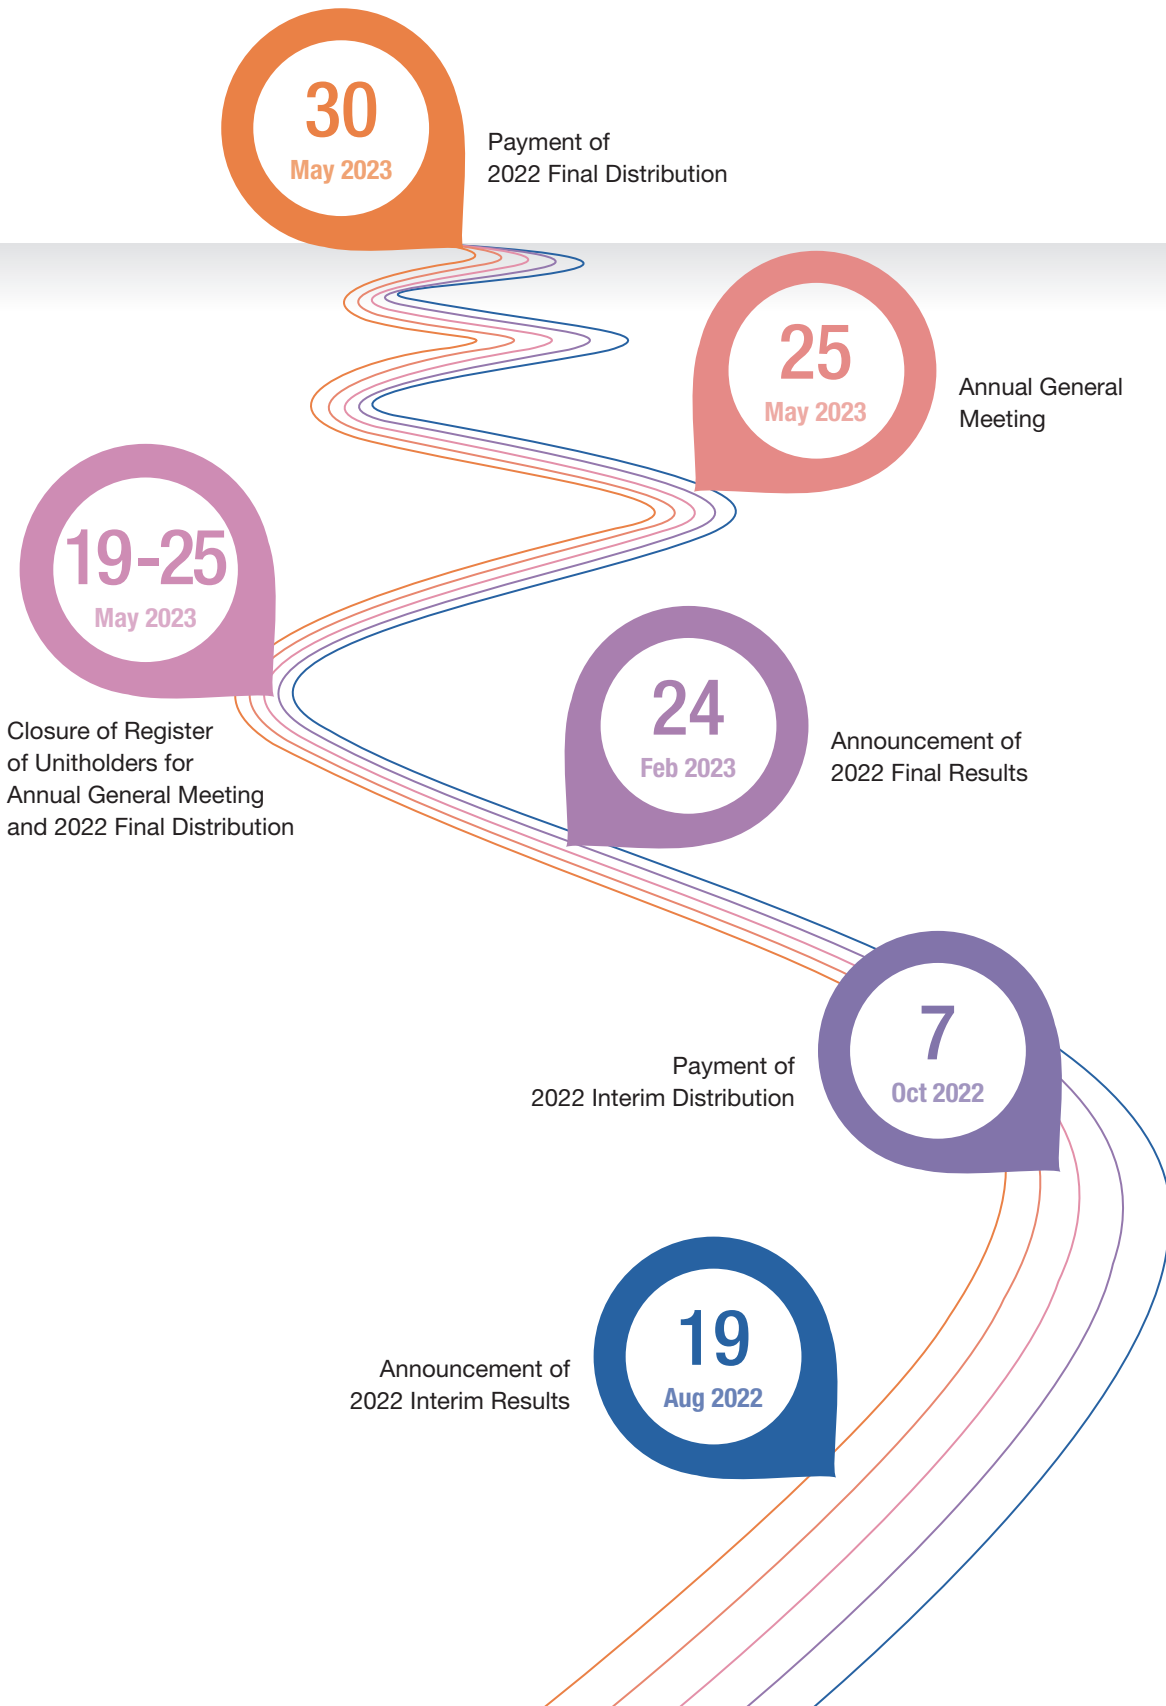 30
May 2023
Payment of
2022 Final Distribution
25
May 2023
Annual General
Meeting
19-25
May 2023
Closure of Register
of Unitholders for
Annual General Meeting
and 2022 Final Distribution
24
Feb 2023
Announcement of
2022 Final Results
7
Oct 2022
Payment of
2022 Interim Distribution
19
Aug 2022
Announcement of
2022 Interim Results